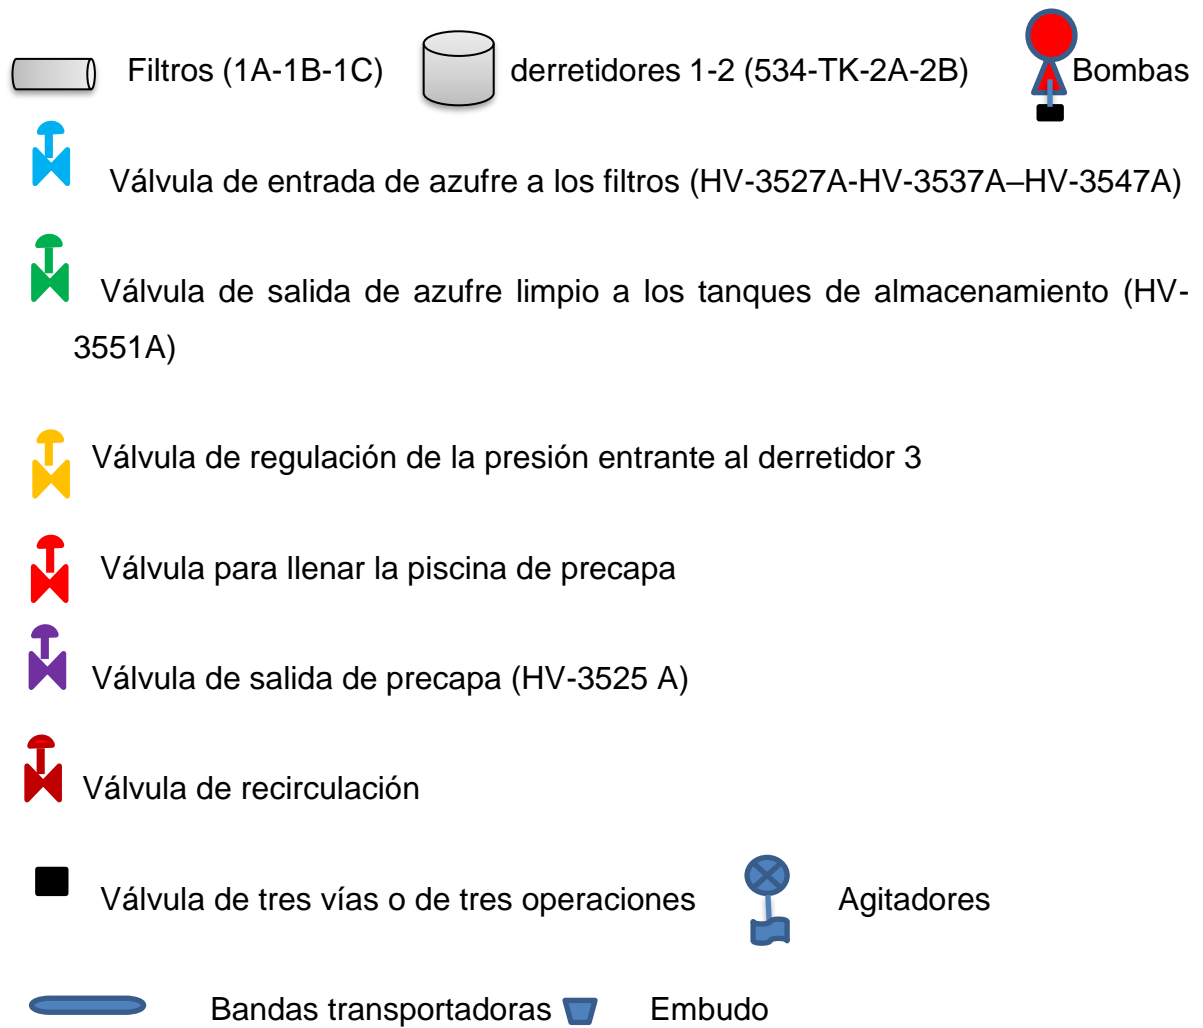 Filtros (1A-1B-1C) derretidores 1-2 (534-TK-2A-2B) Bombas
Válvula de entrada de azufre a los filtros (HV-3527A-HV-3537A–HV-3547A)
Válvula de salida de azufre limpio a los tanques de almacenamiento (HV-
3551A)
Válvula de regulación de la presión entrante al derretidor 3
Válvula para llenar la piscina de precapa
Válvula de salida de precapa (HV-3525 A)
Válvula de recirculación
Válvula de tres vías o de tres operaciones Agitadores
Bandas transportadoras Embudo